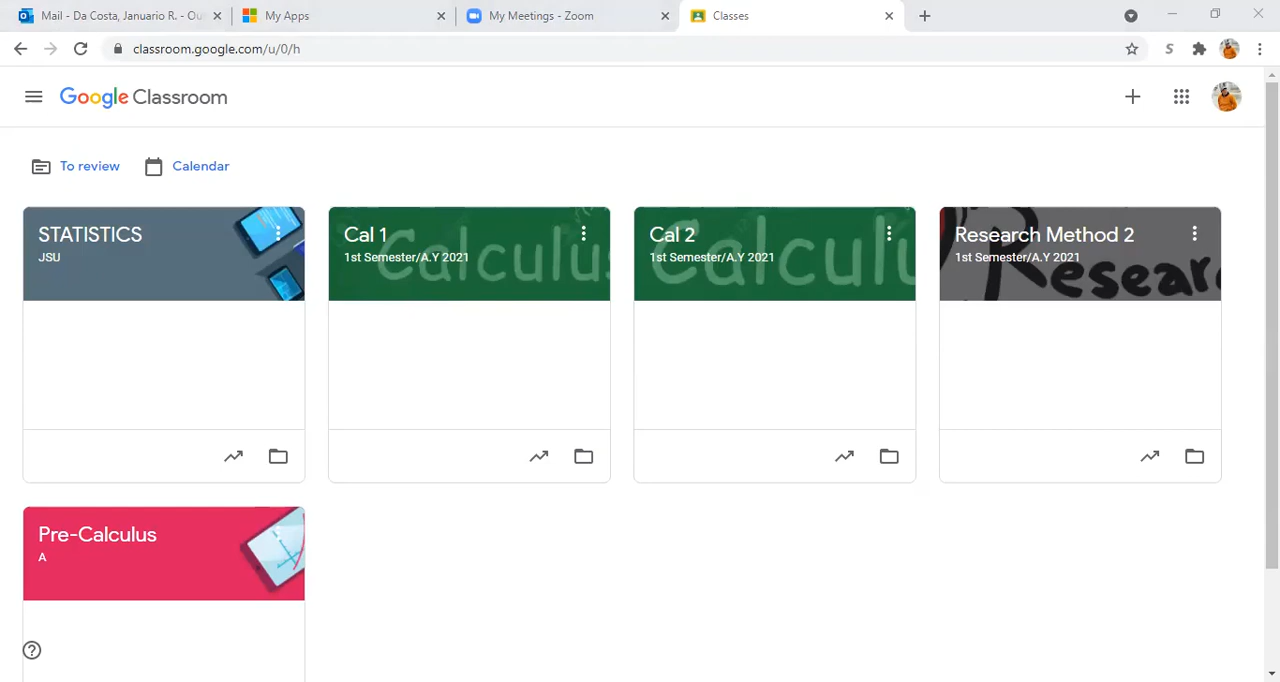 Mail - Da Costa, Januario R. - Ou
My Apps
My Meetings - Zoom
Classes
classroom.google.com/u/0/h
Google Classroom
To review
Calendar
STATISTICS
JSU
Cal 1
1st Semester/A.Y 2021
Calculus
Cal 2
1st Semester/A.Y 2021
Calculu
Research Method 2
1st Semester/A.Y 2021
Resear
Pre-Calculus
A